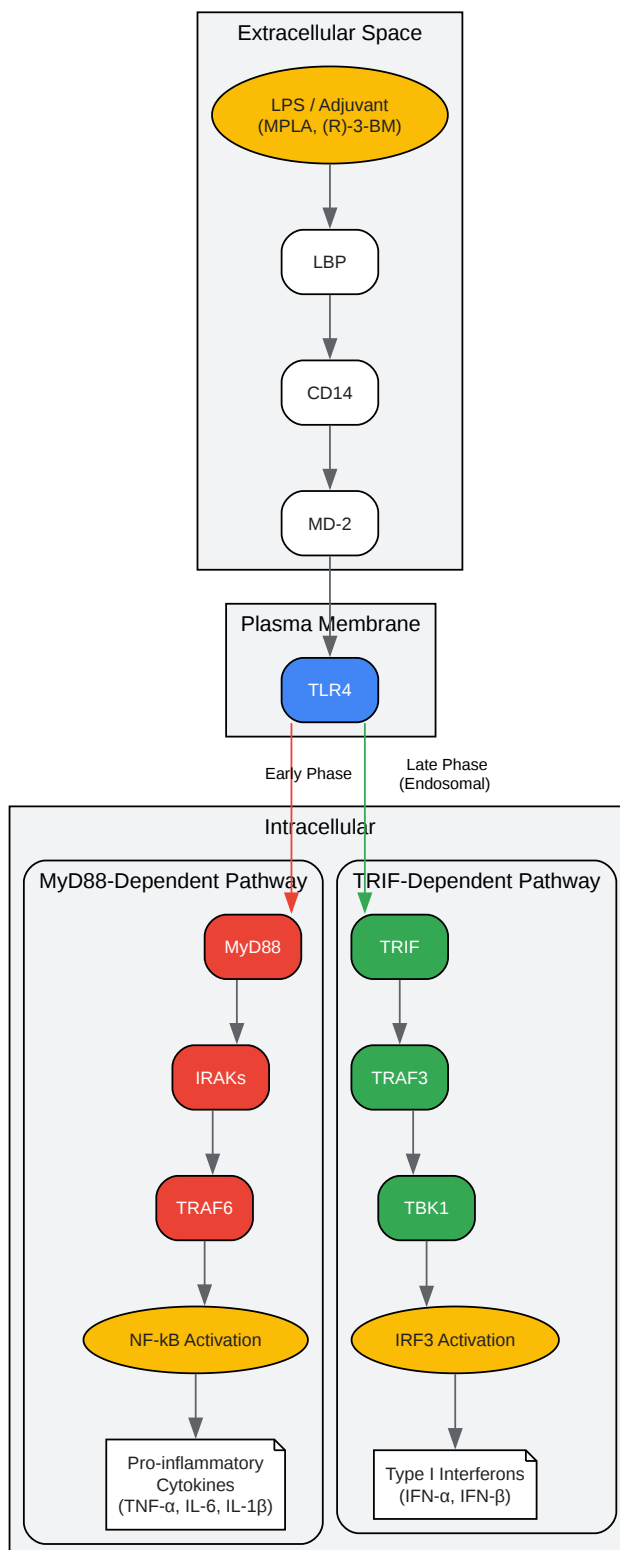 Extracellular Space
LPS / Adjuvant
(MPLA, (R)-3-BM)
LBP
CD14
MD-2
Plasma Membrane
TLR4
Early Phase
Late Phase
(Endosomal)
Intracellular
MyD88-Dependent Pathway
MyD88
IRAKs
TRAF6
NF-kB Activation
Pro-inflammatory
Cytokines
(TNF-α, IL-6, IL-1β)
TRIF-Dependent Pathway
TRIF
TRAF3
TBK1
IRF3 Activation
Type I Interferons
(IFN-α, IFN-β)